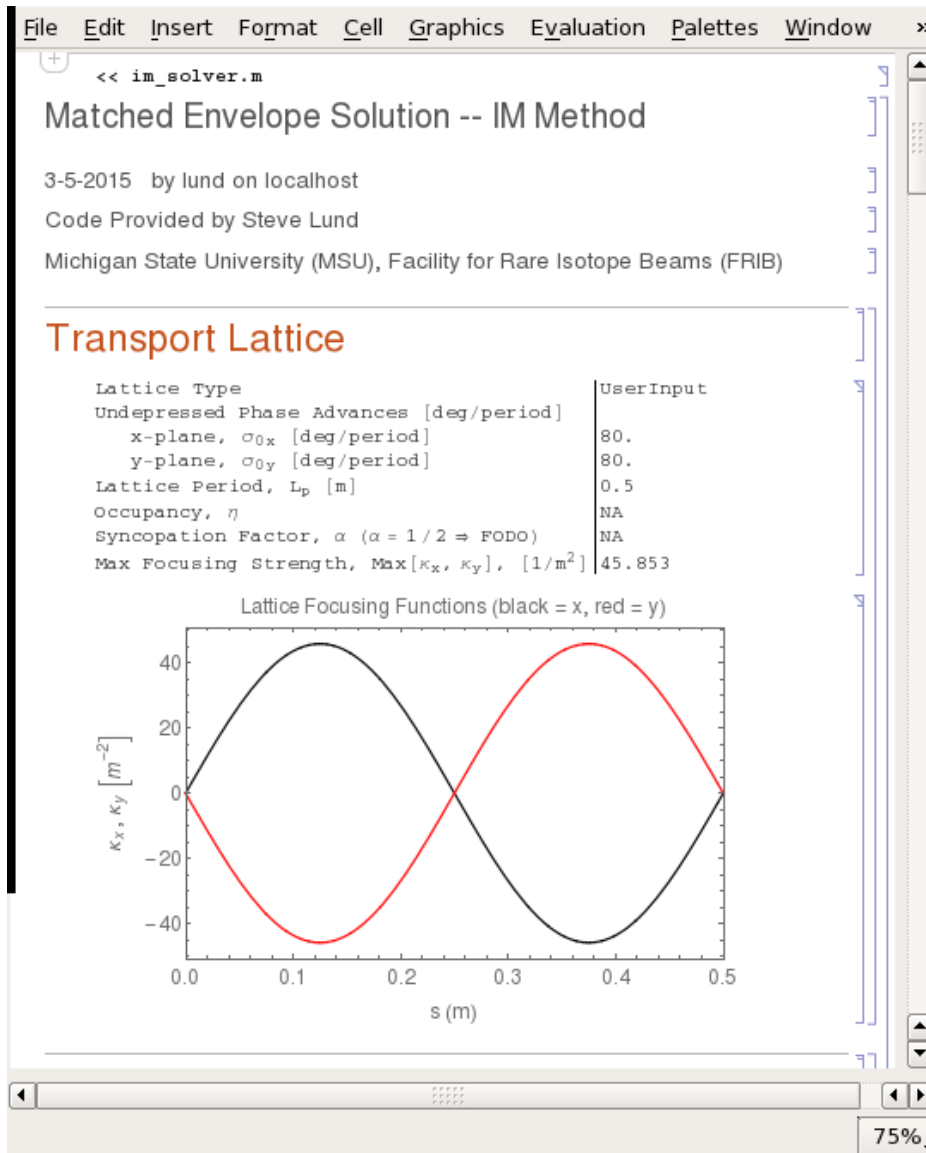 File Edit Insert Format Cell Graphics Evaluation Palettes Window »
<< im_solver.m
Matched Envelope Solution -- IM Method
3-5-2015 by lund on localhost
Code Provided by Steve Lund
Michigan State University (MSU), Facility for Rare Isotope Beams (FRIB)
Transport Lattice
Lattice Type UserInput
Undepressed Phase Advances [deg/period]
x-plane, σ0x [deg/period] 80.
y-plane, σ0y [deg/period] 80.
Lattice Period, Lp [m] 0.5
Occupancy, η NA
Syncopation Factor, α (α = 1/2 ⇒ FODO) NA
Max Focusing Strength, Max[κx, κy], [1/m²] 45.853
Lattice Focusing Functions (black = x, red = y)
40
20
0
−20
−40
κx, κy [m⁻²]
0.0 0.1 0.2 0.3 0.4 0.5
s (m)
75%